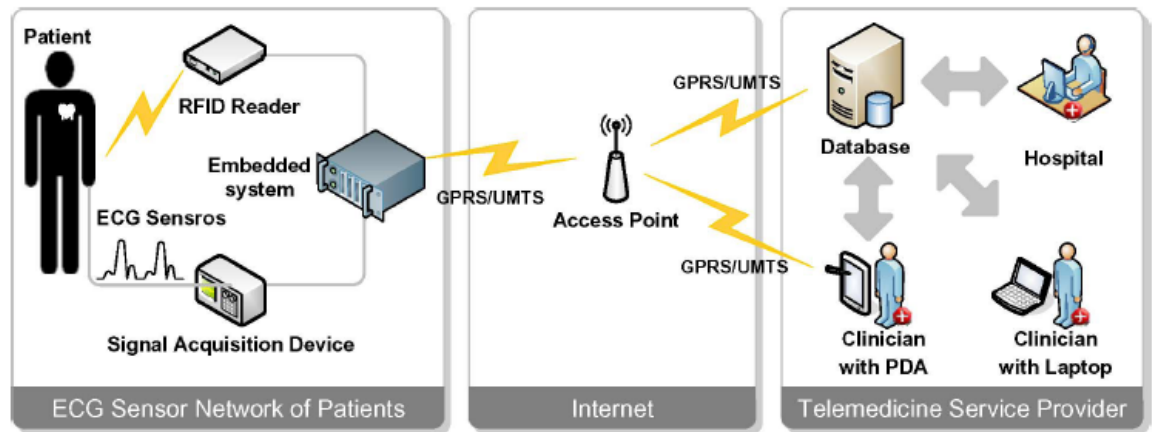 Patient
RFID Reader
Embedded
system
ECG Sensros
Signal Acquisition Device
ECG Sensor Network of Patients
GPRS/UMTS
Access Point
GPRS/UMTS
GPRS/UMTS
Internet
Database
Hospital
Clinician
with PDA
Clinician
with Laptop
Telemedicine Service Provider